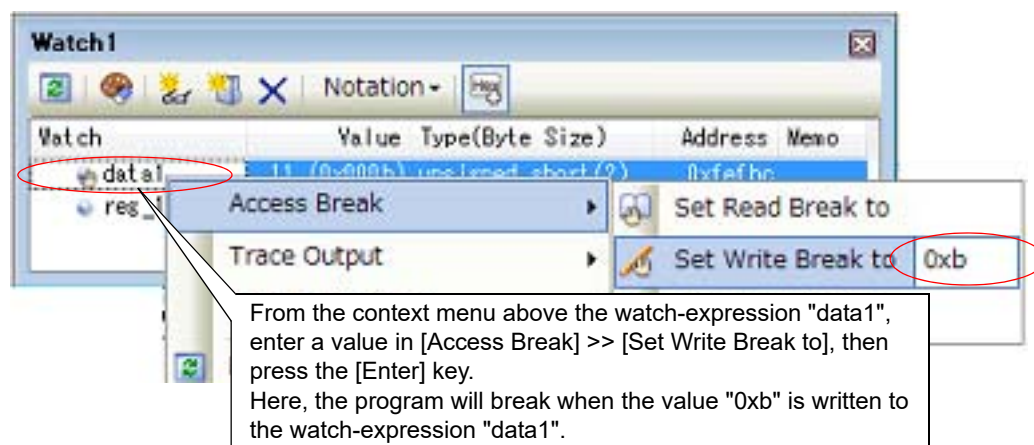 Watch1
Notation
Hex
Watch Value Type(Byte Size) Address Memo
data1 11 (0x000b) unsigned short(2)
reg_
Access Break
Set Read Break to
Trace Output
Set Write Break to 0xb
From the context menu above the watch-expression "data1",
enter a value in [Access Break] >> [Set Write Break to], then
press the [Enter] key.
Here, the program will break when the value "0xb" is written to
the watch-expression "data1".